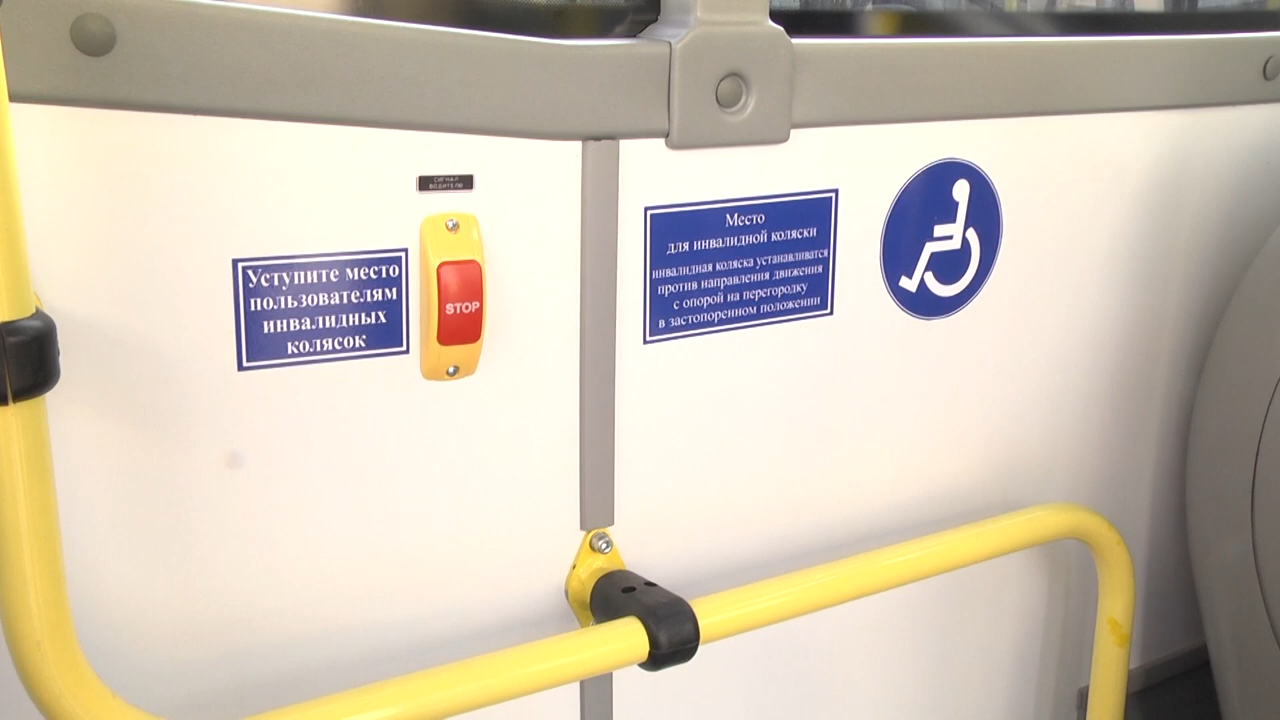 СИГНАЛ
ВОДИТЕЛЮ
Уступите место
пользователям
инвалидных
колясок
STOP
Место
для инвалидной коляски
инвалидная коляска устанавливатся
против направления движения
с опорой на перегородку
в застопоренном положении